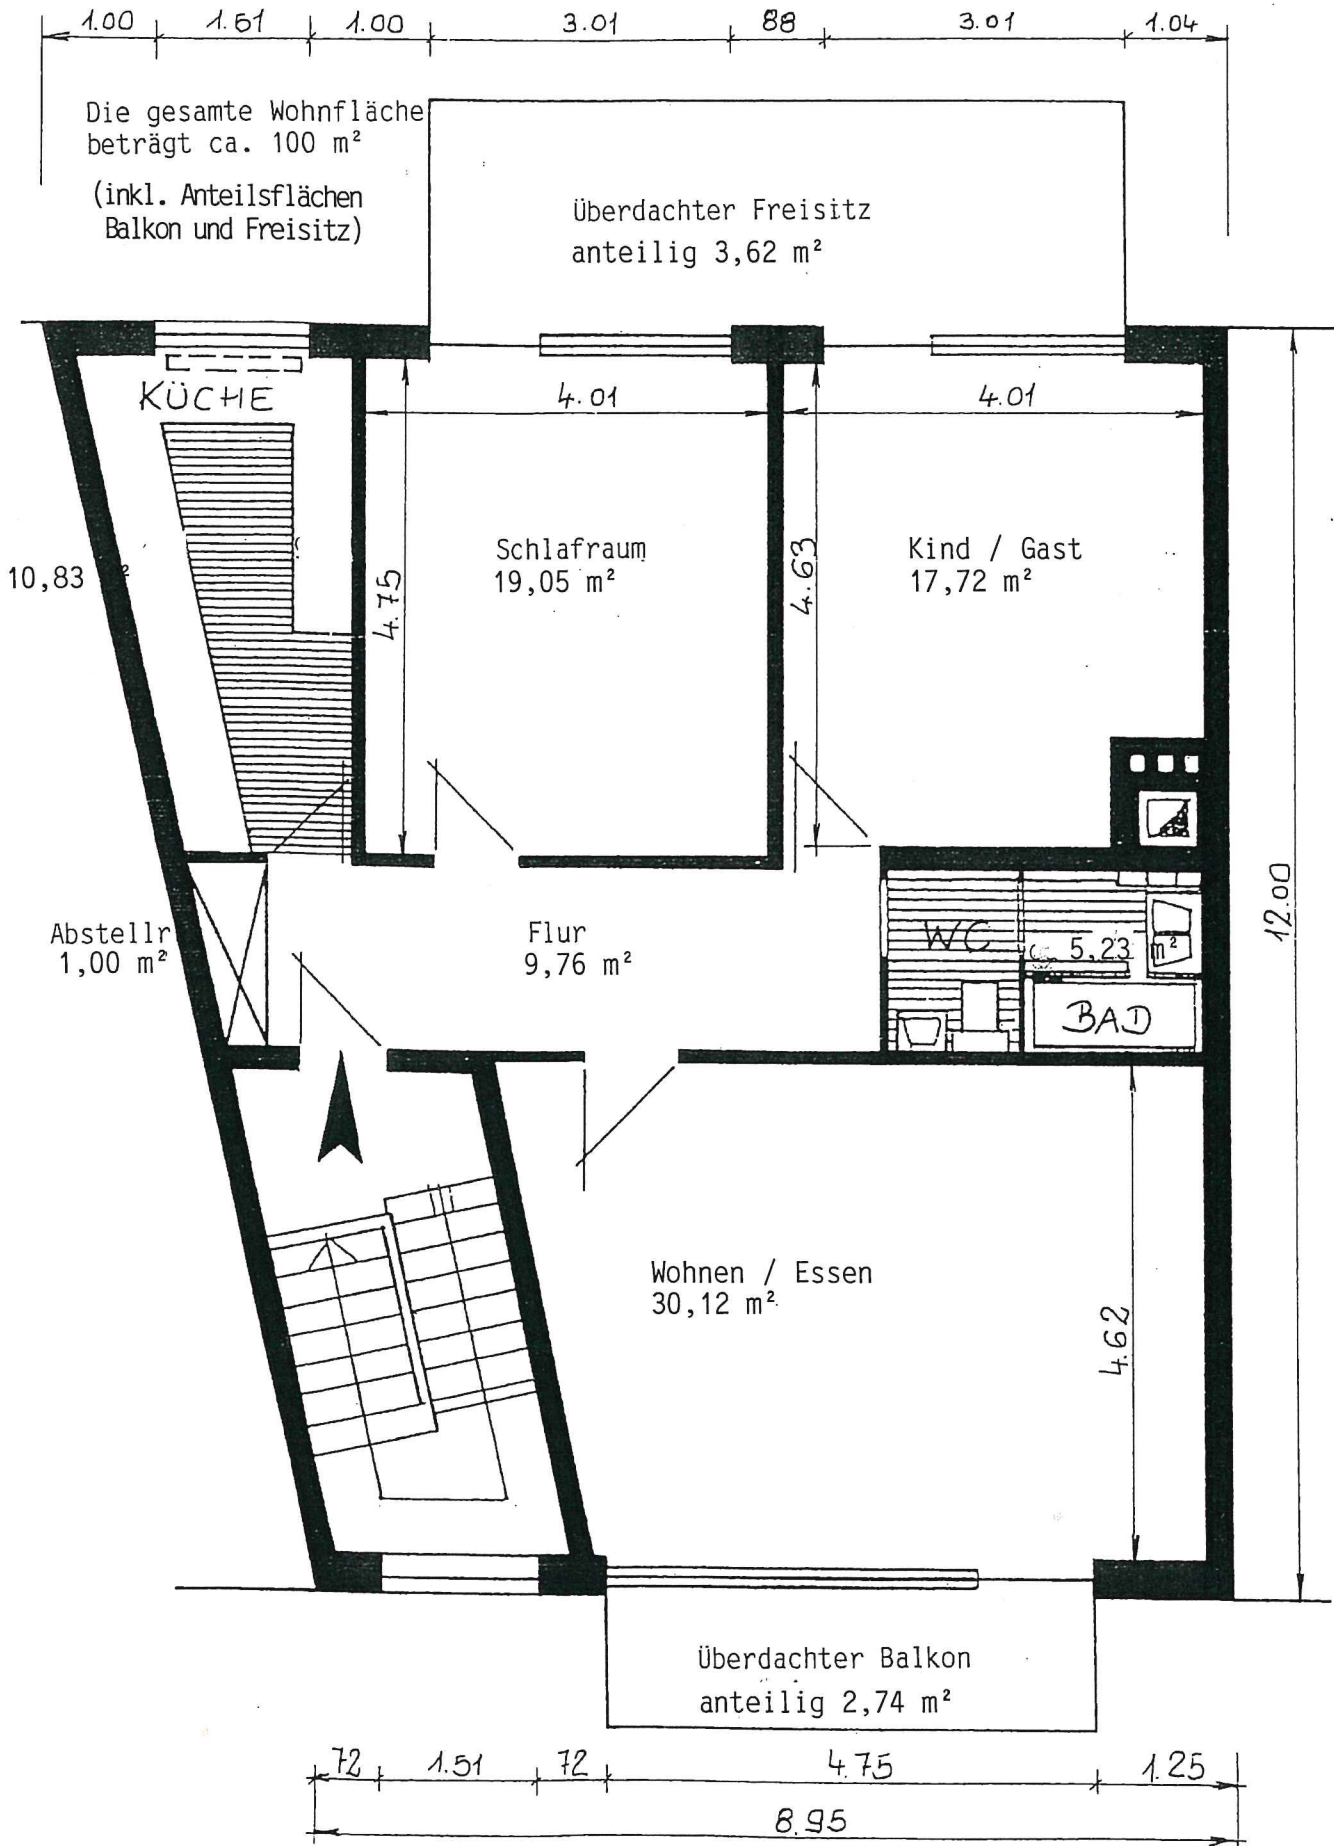 1.00 1.61 1.00 3.01 88 3.01 1.04
Die gesamte Wohnfläche
beträgt ca. 100 m²
(inkl. Anteilsflächen
Balkon und Freisitz)
Überdachter Freisitz
anteilig 3,62 m²
KÜCHE
4.01
4.01
10,83 ²
4.75
Schlafraum
19,05 m²
4.63
Kind / Gast
17,72 m²
12.00
Abstellr
1,00 m²
Flur
9,76 m²
WC
5,23 m²
BAD
Wohnen / Essen
30,12 m²
4.62
Überdachter Balkon
anteilig 2,74 m²
72 1.51 72 4.75 1.25
8.95